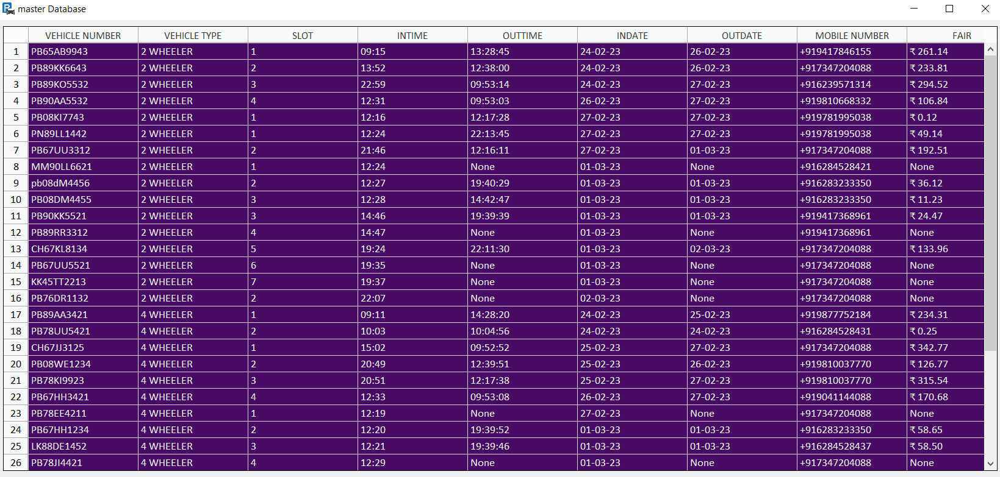 master Database
VEHICLE NUMBER VEHICLE TYPE SLOT INTIME OUTTIME INDATE OUTDATE MOBILE NUMBER FAIR
1 PB65AB9943 2 WHEELER 1 09:15 13:28:45 24-02-23 26-02-23 +919417846155 ₹ 261.14
2 PB89KK6643 2 WHEELER 2 13:52 12:38:00 24-02-23 26-02-23 +917347204088 ₹ 233.81
3 PB89KO5532 2 WHEELER 3 22:59 09:53:14 24-02-23 27-02-23 +916239571314 ₹ 294.52
4 PB90AA5532 2 WHEELER 4 12:31 09:53:03 26-02-23 27-02-23 +919810668332 ₹ 106.84
5 PB08KI7743 2 WHEELER 1 12:16 12:17:28 27-02-23 27-02-23 +919781995038 ₹ 0.12
6 PN89LL1442 2 WHEELER 1 12:24 22:13:45 27-02-23 27-02-23 +919781995038 ₹ 49.14
7 PB67UU3312 2 WHEELER 2 21:46 12:16:11 27-02-23 01-03-23 +917347204088 ₹ 192.51
8 MM90LL6621 2 WHEELER 1 12:24 None 01-03-23 None +916284528421 None
9 pb08dM4456 2 WHEELER 2 12:27 19:40:29 01-03-23 01-03-23 +916283233350 ₹ 36.12
10 PB08DM4455 2 WHEELER 3 12:28 14:42:47 01-03-23 01-03-23 +916283233350 ₹ 11.23
11 PB90KK5521 2 WHEELER 3 14:46 19:39:39 01-03-23 01-03-23 +919417368961 ₹ 24.47
12 PB89RR3312 2 WHEELER 4 14:47 None 01-03-23 None +919417368961 None
13 CH67KL8134 2 WHEELER 5 19:24 22:11:30 01-03-23 02-03-23 +917347204088 ₹ 133.96
14 PB67UU5521 2 WHEELER 6 19:35 None 01-03-23 None +917347204088 None
15 KK45TT2213 2 WHEELER 7 19:37 None 01-03-23 None +917347204088 None
16 PB76DR1132 2 WHEELER 2 22:07 None 02-03-23 None +917347204088 None
17 PB89AA3421 4 WHEELER 1 09:11 14:28:20 24-02-23 25-02-23 +919877752184 ₹ 234.31
18 PB78UU5421 4 WHEELER 2 10:03 10:04:56 24-02-23 24-02-23 +916284528431 ₹ 0.25
19 CH67JJ3125 4 WHEELER 1 15:02 09:52:52 25-02-23 27-02-23 +917347204088 ₹ 342.77
20 PB08WE1234 4 WHEELER 2 20:49 12:39:51 25-02-23 26-02-23 +919810037770 ₹ 126.77
21 PB78KI9923 4 WHEELER 3 20:51 12:17:38 25-02-23 27-02-23 +919810037770 ₹ 315.54
22 PB67HH3421 4 WHEELER 4 12:33 09:53:08 26-02-23 27-02-23 +919041144088 ₹ 170.68
23 PB78EE4211 4 WHEELER 1 12:19 None 27-02-23 None +917347204088 None
24 PB67HH1234 4 WHEELER 2 12:20 19:39:52 01-03-23 01-03-23 +916283233350 ₹ 58.65
25 LK88DE1452 4 WHEELER 3 12:21 19:39:46 01-03-23 01-03-23 +916284528437 ₹ 58.50
26 PB78JI4421 4 WHEELER 4 12:29 None 01-03-23 None +917347204088 None